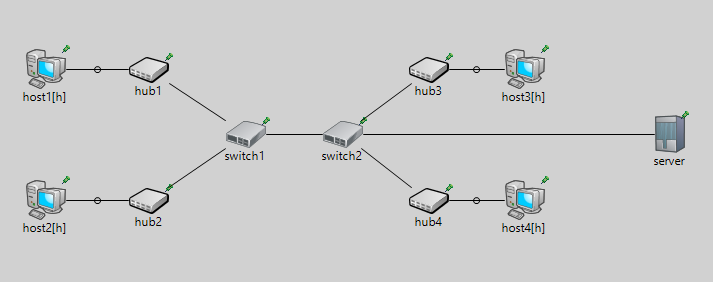 host1[h]
hub1
hub3
host3[h]
switch1
switch2
server
host2[h]
hub2
hub4
host4[h]